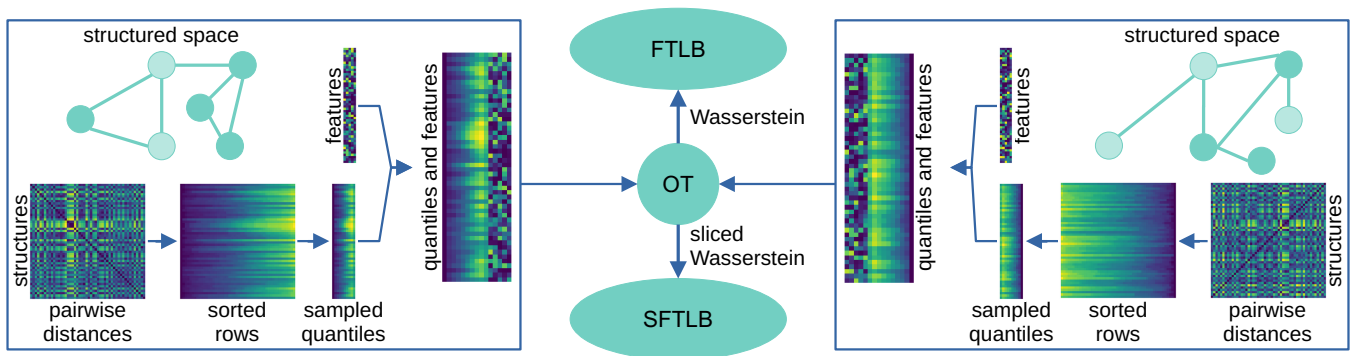 structured space
features
quantiles and features
structures
pairwise
distances
sorted
rows
sampled
quantiles
FTLB
Wasserstein
OT
sliced
Wasserstein
SFTLB
structured space
features
quantiles and features
structures
sampled
quantiles
sorted
rows
pairwise
distances